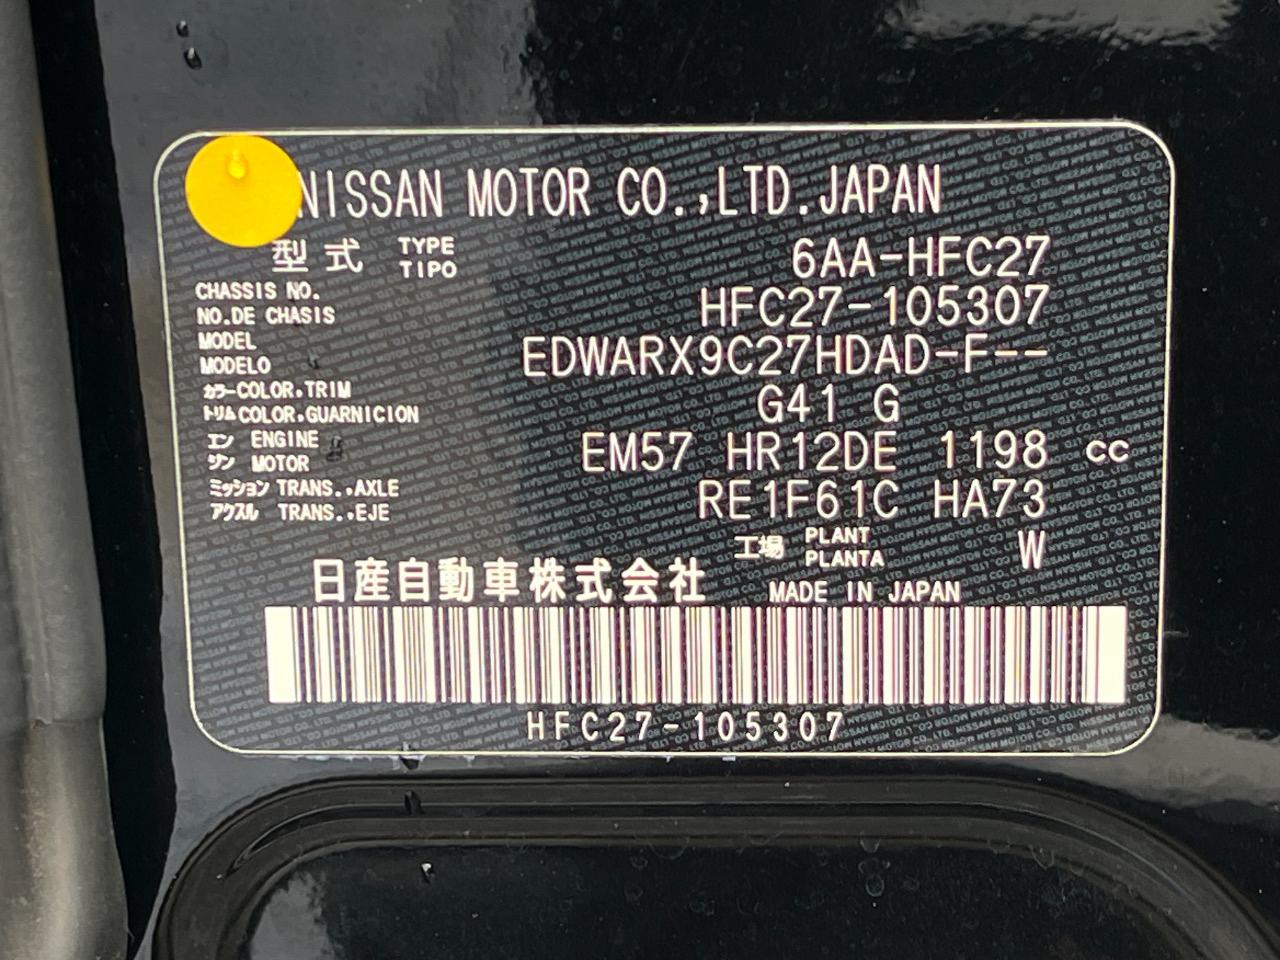 NISSAN MOTOR CO.,LTD.JAPAN
型式 TYPE TIPO 6AA-HFC27
CHASSIS NO.
NO.DE CHASIS HFC27-105307
MODEL
MODELO EDWARX9C27HDAD-F--
カラー COLOR,TRIM
トリム COLOR,GUARNICION G41 G
エン ENGINE
ジン MOTOR EM57 HR12DE 1198 cc
ミッション TRANS.,AXLE
アクスル TRANS.,EJE RE1F61C HA73
工場 PLANT PLANTA W
日産自動車株式会社 MADE IN JAPAN
HFC27-105307